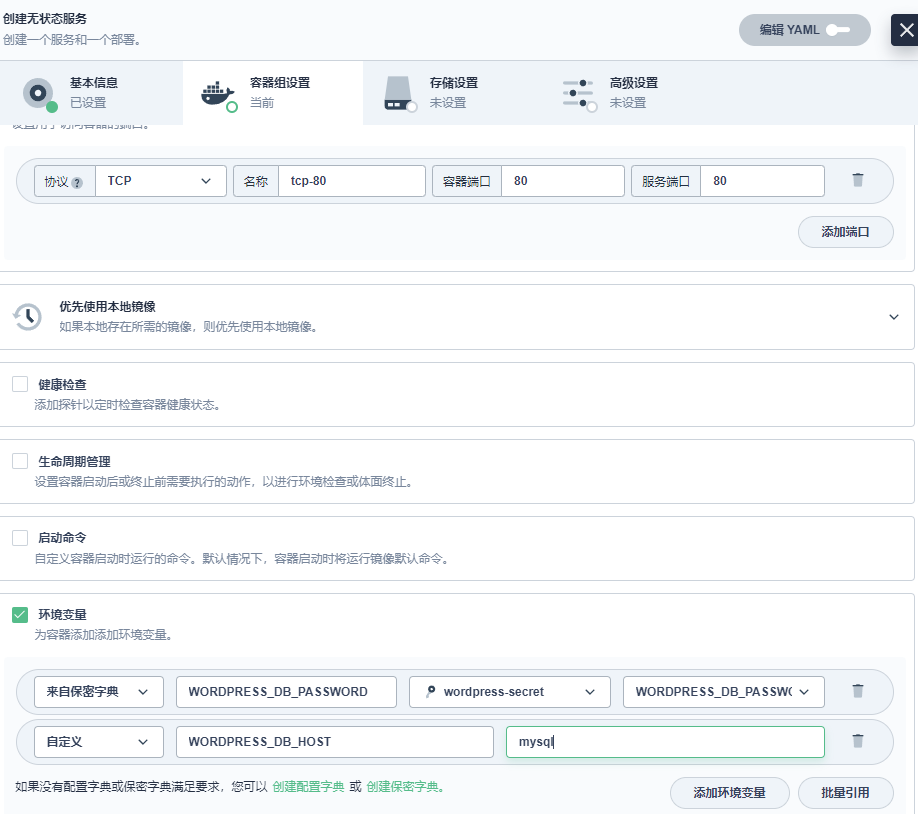 创建无状态服务
创建一个服务和一个部署。
编辑 YAML
基本信息
已设置
容器组设置
当前
存储设置
未设置
高级设置
未设置
设置用于访问容器的端口。
协议 ? TCP 名称 tcp-80 容器端口 80 服务端口 80
添加端口
优先使用本地镜像
如果本地存在所需的镜像，则优先使用本地镜像。
健康检查
添加探针以定时检查容器健康状态。
生命周期管理
设置容器启动后或终止前需要执行的动作，以进行环境检查或体面终止。
启动命令
自定义容器启动时运行的命令。默认情况下，容器启动时将运行镜像默认命令。
环境变量
为容器添加添加环境变量。
来自保密字典 WORDPRESS_DB_PASSWORD wordpress-secret WORDPRESS_DB_PASSW
自定义 WORDPRESS_DB_HOST mysql
如果没有配置字典或保密字典满足要求，您可以 创建配置字典 或 创建保密字典。
添加环境变量 批量引用